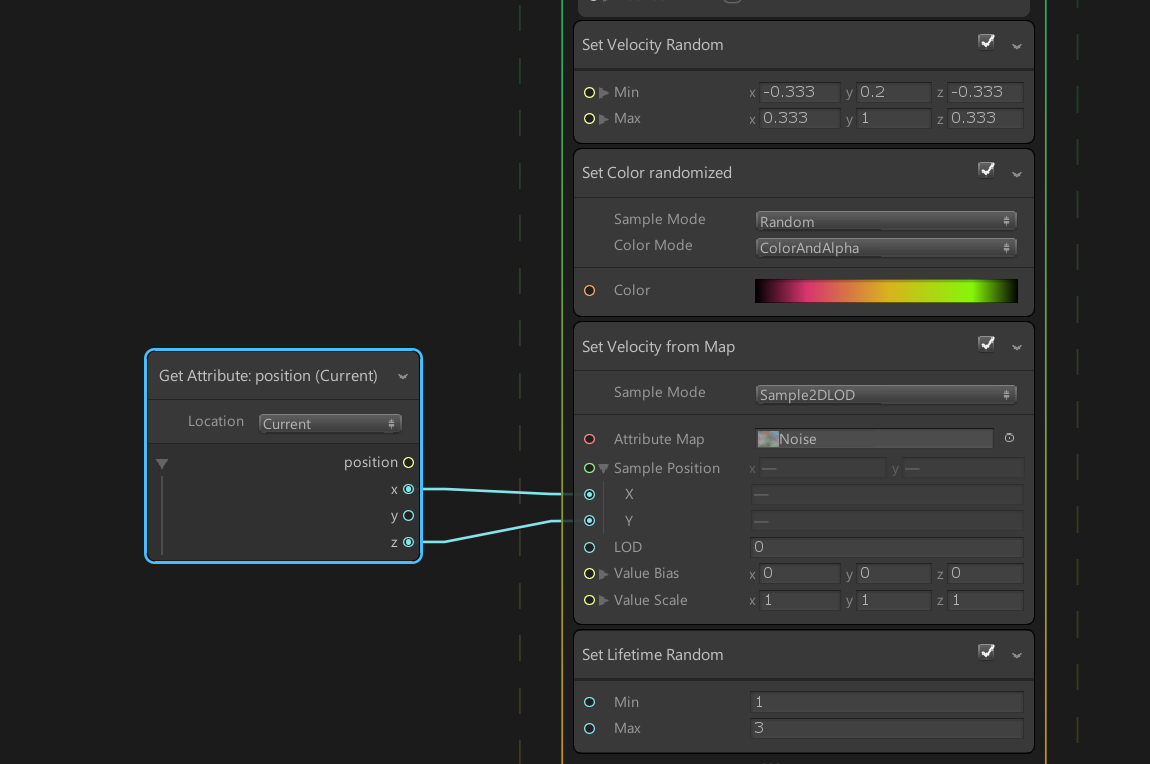 Set Velocity Random
Min x -0.333 y 0.2 z -0.333
Max x 0.333 y 1 z 0.333
Set Color randomized
Sample Mode Random
Color Mode ColorAndAlpha
Color
Set Velocity from Map
Sample Mode Sample2DLOD
Attribute Map Noise
Sample Position x — y —
X —
Y —
LOD 0
Value Bias x 0 y 0 z 0
Value Scale x 1 y 1 z 1
Set Lifetime Random
Min 1
Max 3
Get Attribute: position (Current)
Location Current
position
x
y
z